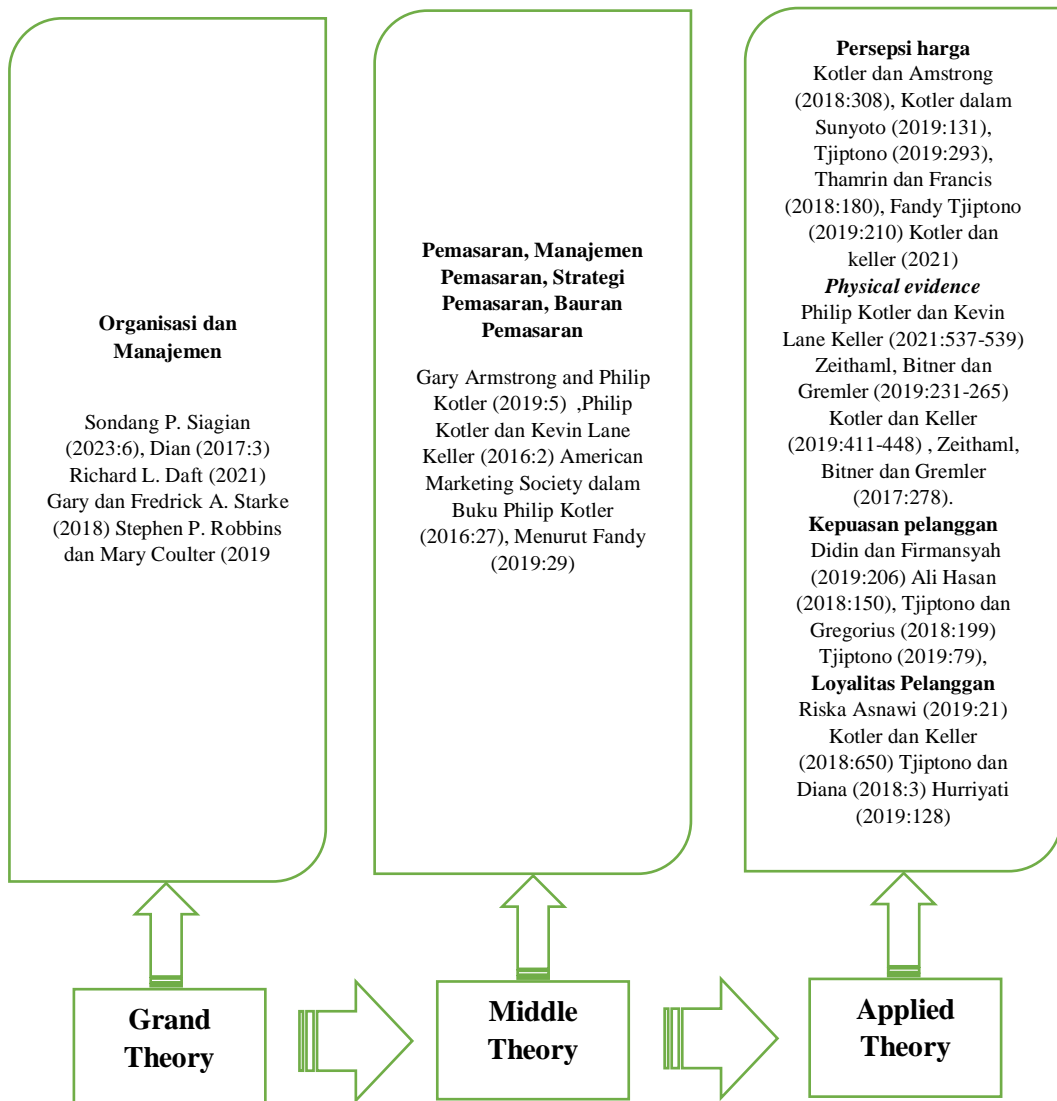 Organisasi dan
Manajemen
Sondang P. Siagian
(2023:6), Dian (2017:3)
Richard L. Daft (2021)
Gary dan Fredrick A. Starke
(2018) Stephen P. Robbins
dan Mary Coulter (2019
Pemasaran, Manajemen
Pemasaran, Strategi
Pemasaran, Bauran
Pemasaran
Gary Armstrong and Philip
Kotler (2019:5)  ,Philip
Kotler dan Kevin Lane
Keller (2016:2) American
Marketing Society dalam
Buku Philip Kotler
(2016:27), Menurut Fandy
(2019:29)
Persepsi harga
Kotler dan Amstrong
(2018:308), Kotler dalam
Sunyoto (2019:131),
Tjiptono (2019:293),
Thamrin dan Francis
(2018:180), Fandy Tjiptono
(2019:210) Kotler dan
keller (2021)
Physical evidence
Philip Kotler dan Kevin
Lane Keller (2021:537-539)
Zeithaml, Bitner dan
Gremler (2019:231-265)
Kotler dan Keller
(2019:411-448) , Zeithaml,
Bitner dan Gremler
(2017:278).
Kepuasan pelanggan
Didin dan Firmansyah
(2019:206) Ali Hasan
(2018:150), Tjiptono dan
Gregorius (2018:199)
Tjiptono (2019:79),
Loyalitas Pelanggan
Riska Asnawi (2019:21)
Kotler dan Keller
(2018:650) Tjiptono dan
Diana (2018:3) Hurriyati
(2019:128)
Grand
Theory
Middle
Theory
Applied
Theory